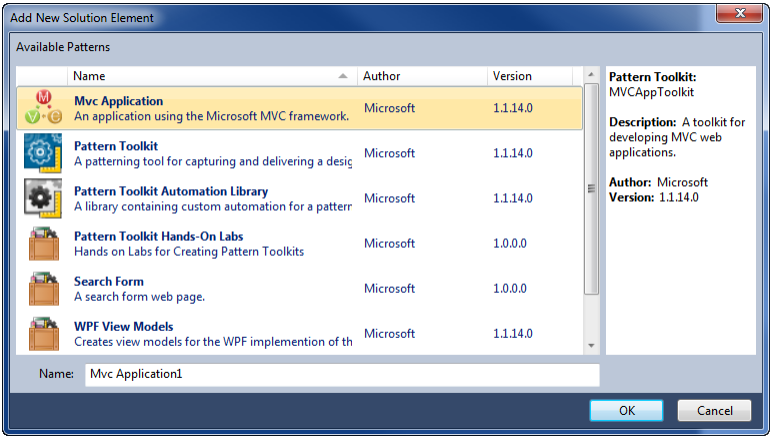 Add New Solution Element
Available Patterns
Name Author Version
Mvc Application
An application using the Microsoft MVC framework.
Microsoft 1.1.14.0
Pattern Toolkit
A patterning tool for capturing and delivering a desig
Microsoft 1.1.14.0
Pattern Toolkit Automation Library
A library containing custom automation for a pattern
Microsoft 1.1.14.0
Pattern Toolkit Hands-On Labs
Hands on Labs for Creating Pattern Toolkits
Microsoft 1.0.0.0
Search Form
A search form web page.
Microsoft 1.0.0.0
WPF View Models
Creates view models for the WPF implemention of th
Microsoft 1.1.14.0
Pattern Toolkit:
MVCAppToolkit
Description: A toolkit for
developing MVC web
applications.
Author: Microsoft
Version: 1.1.14.0
Name: Mvc Application1
OK Cancel